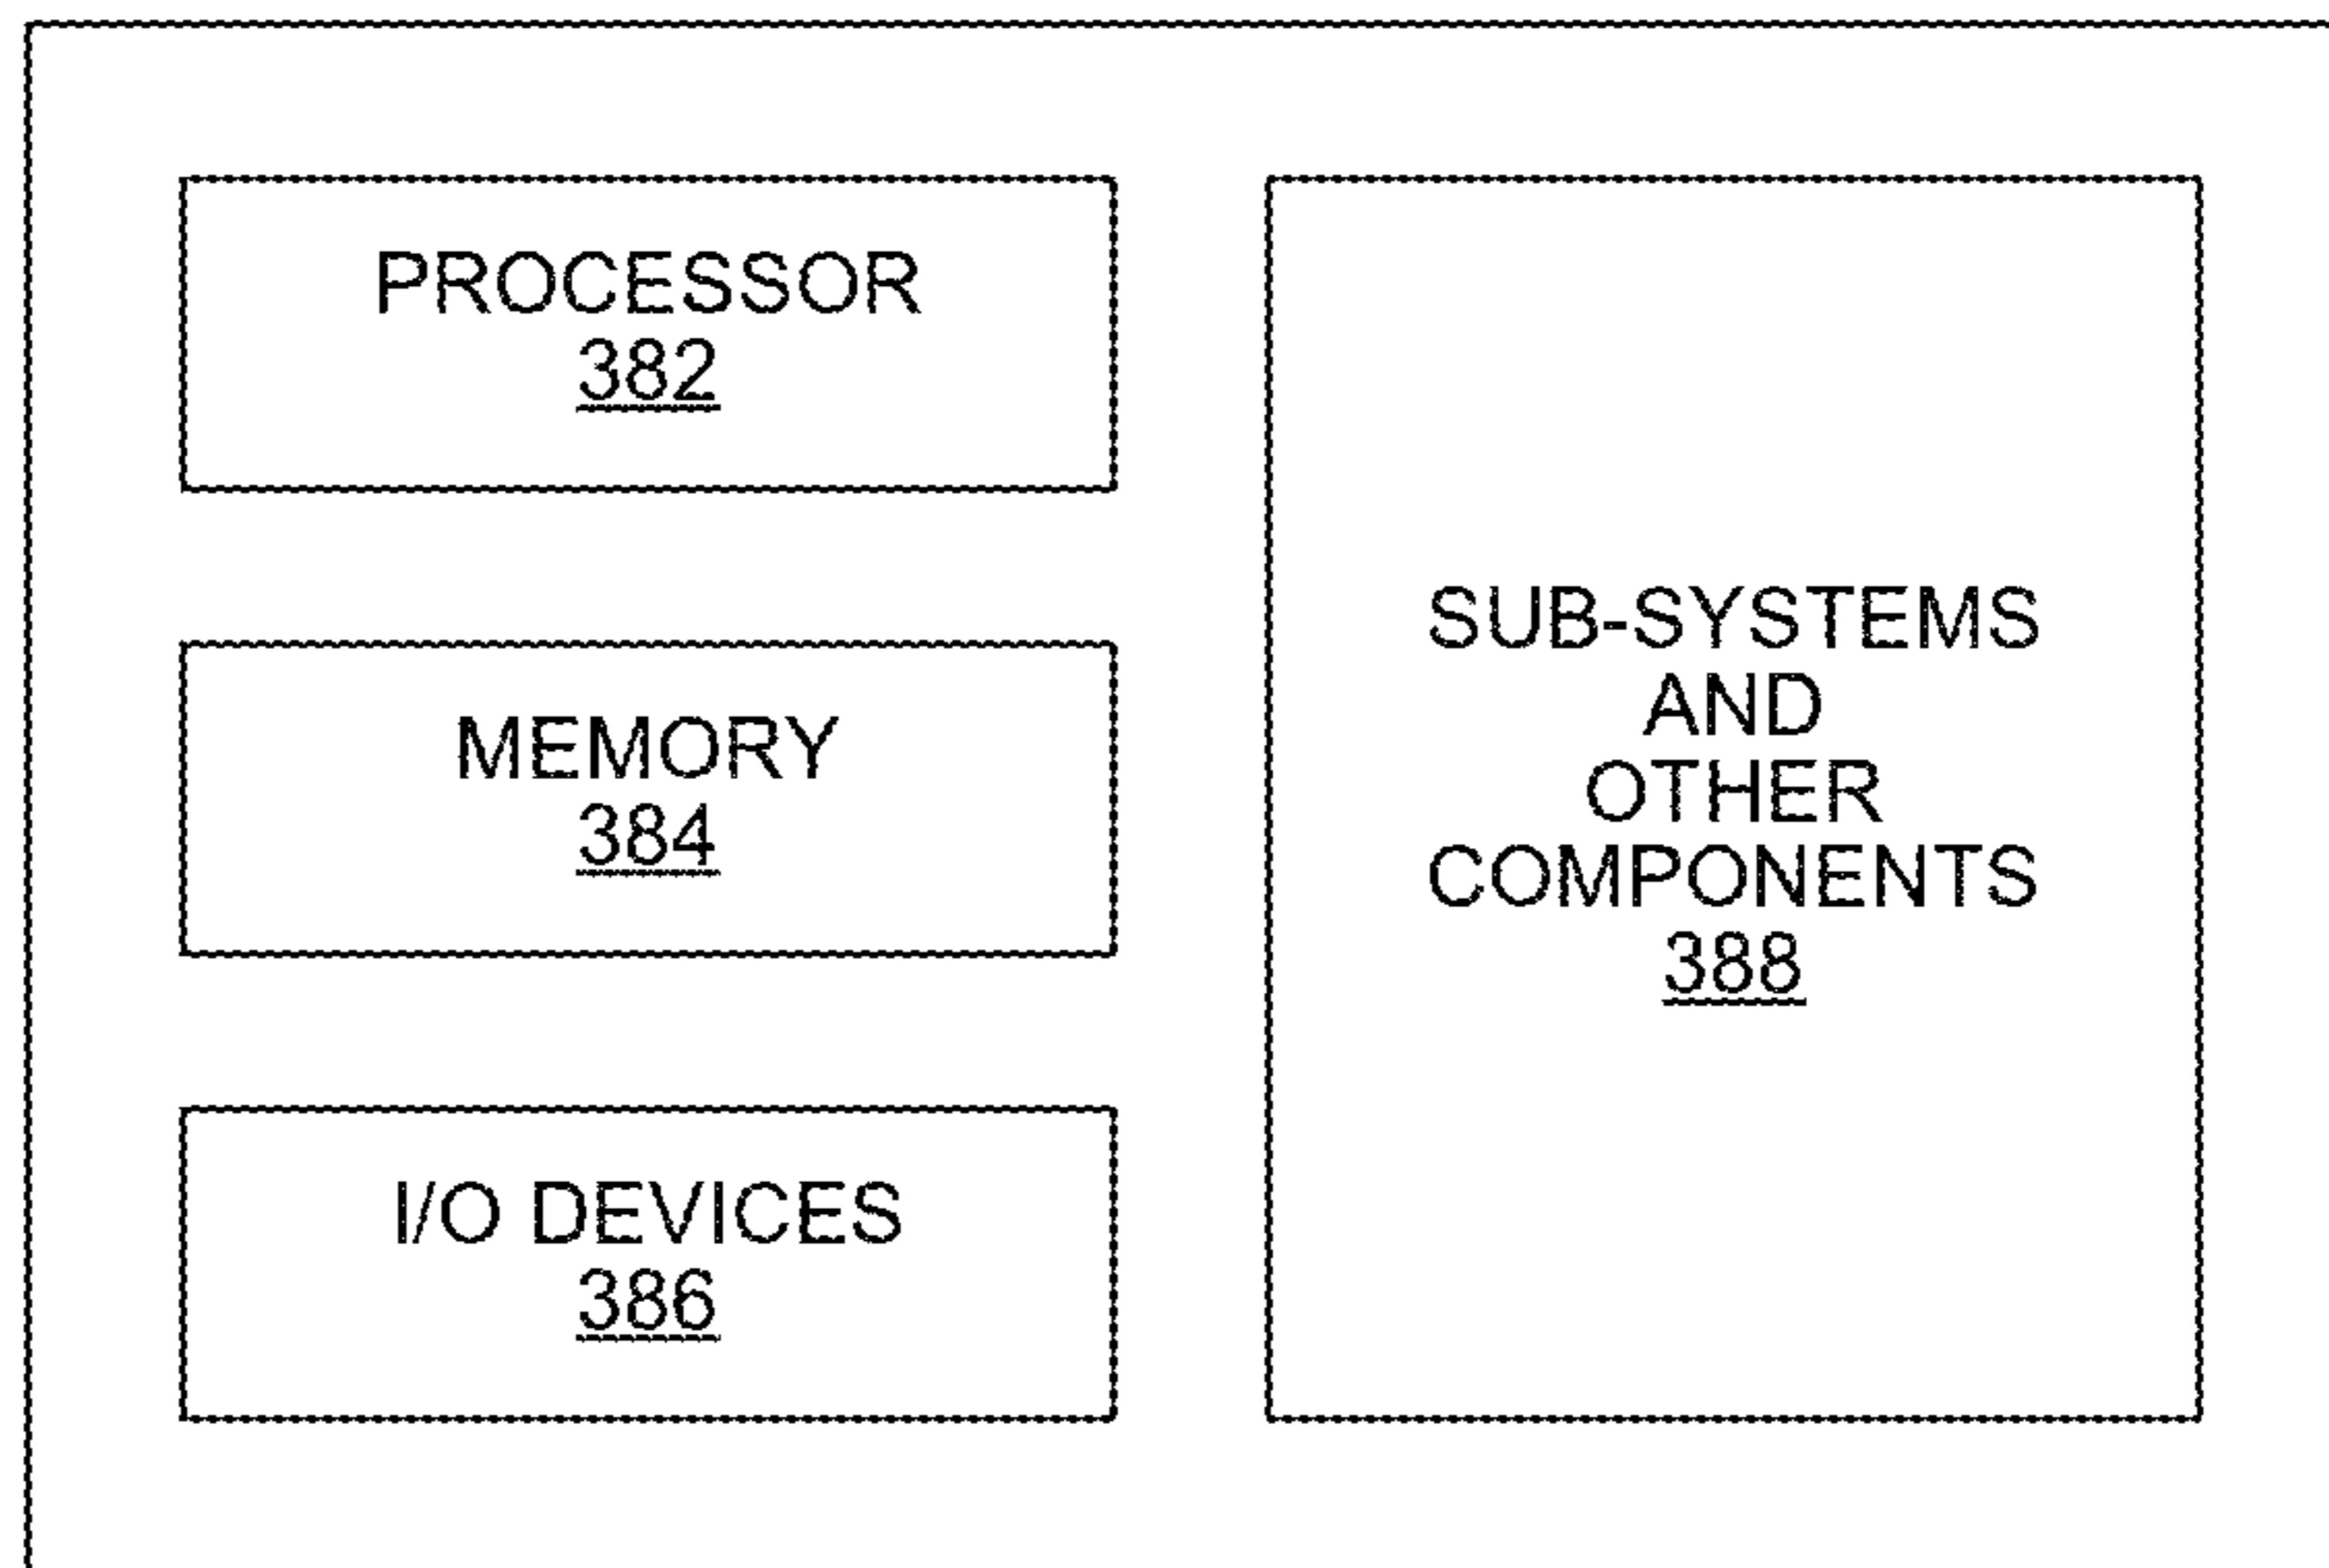 PROCESSOR
382
MEMORY
384
I/O DEVICES
386
SUB-SYSTEMS
AND
OTHER
COMPONENTS
388